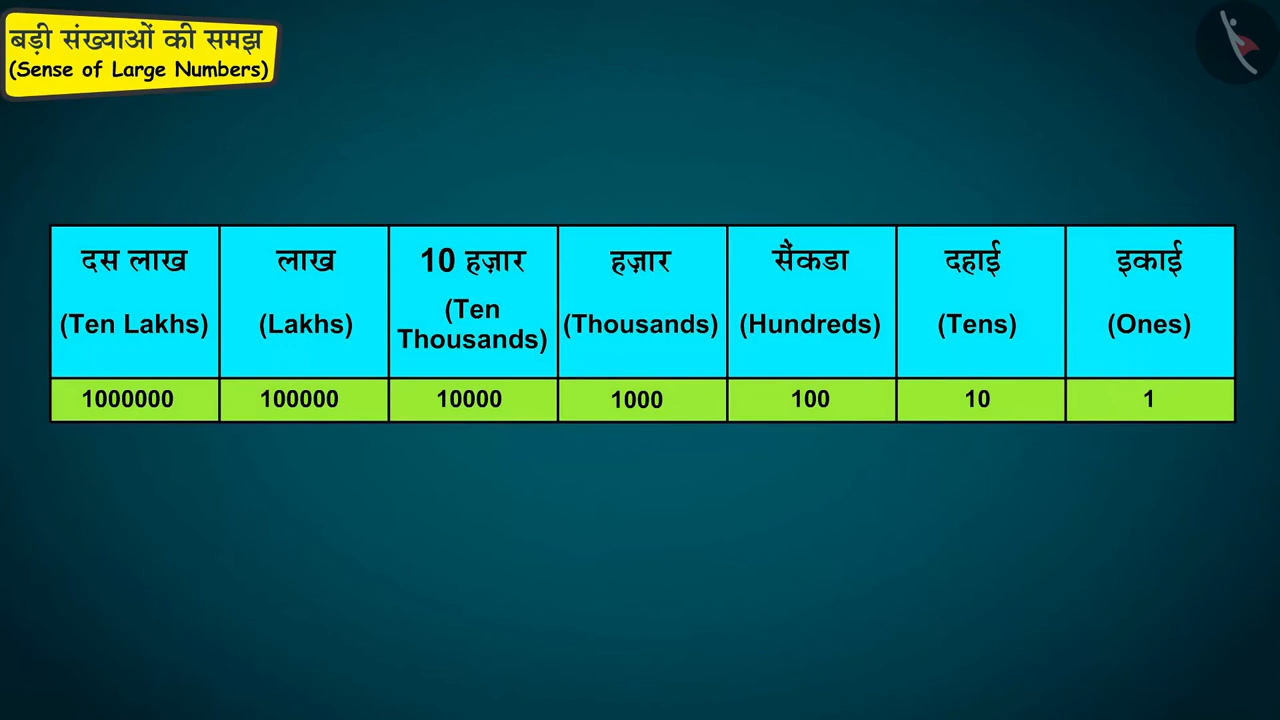 बड़ी संख्याओं की समझ
(Sense of Large Numbers)
दस लाख
(Ten Lakhs)
लाख
(Lakhs)
10 हज़ार
(Ten
Thousands)
हज़ार
(Thousands)
सैंकडा
(Hundreds)
दहाई
(Tens)
इकाई
(Ones)
1000000
100000
10000
1000
100
10
1